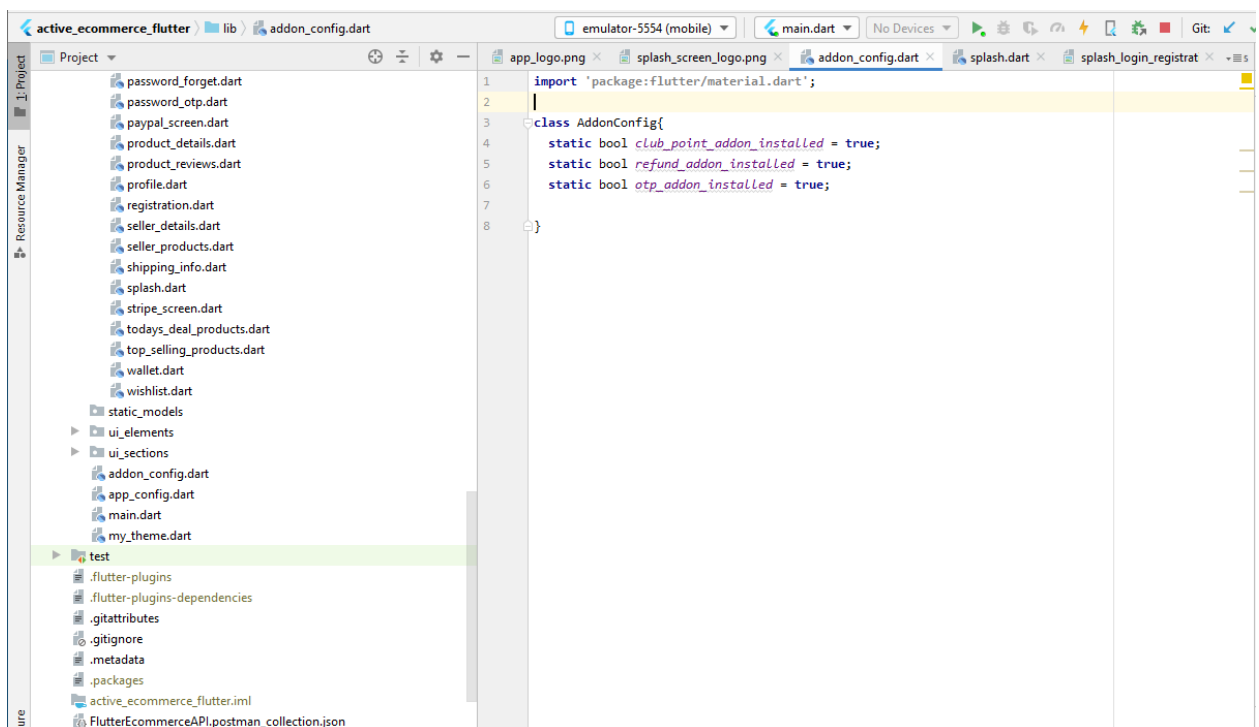 active_ecommerce_flutter lib addon_config.dart emulator-5554 (mobile) main.dart No Devices Git:
Project app_logo.png splash_screen_logo.png addon_config.dart splash.dart splash_login_registrat
1: Project
Resource Manager
password_forget.dart
password_otp.dart
paypal_screen.dart
product_details.dart
product_reviews.dart
profile.dart
registration.dart
seller_details.dart
seller_products.dart
shipping_info.dart
splash.dart
stripe_screen.dart
todays_deal_products.dart
top_selling_products.dart
wallet.dart
wishlist.dart
static_models
ui_elements
ui_sections
addon_config.dart
app_config.dart
main.dart
my_theme.dart
test
.flutter-plugins
.flutter-plugins-dependencies
.gitattributes
.gitignore
.metadata
.packages
active_ecommerce_flutter.iml
FlutterEcommerceAPI.postman_collection.json
1 import 'package:flutter/material.dart';
2
3 class AddonConfig{
4 static bool club_point_addon_installed = true;
5 static bool refund_addon_installed = true;
6 static bool otp_addon_installed = true;
7
8 }